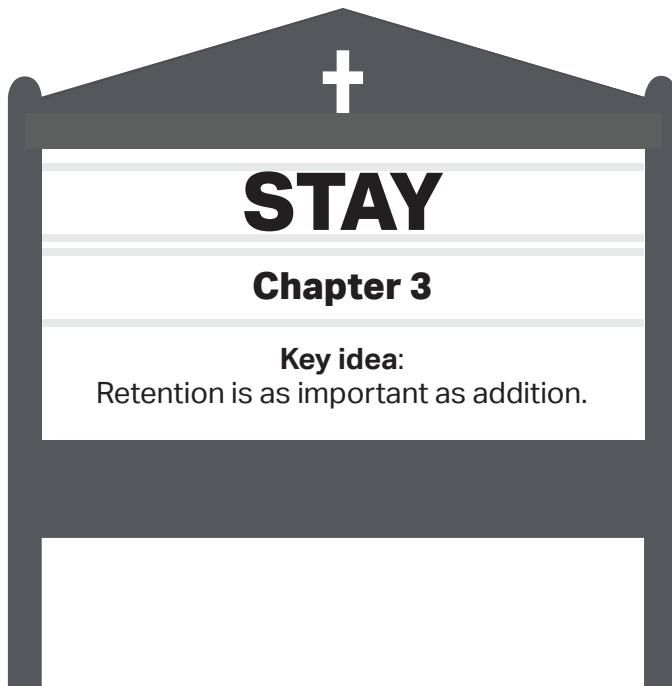 STAY
Chapter 3
Key idea:
Retention is as important as addition.